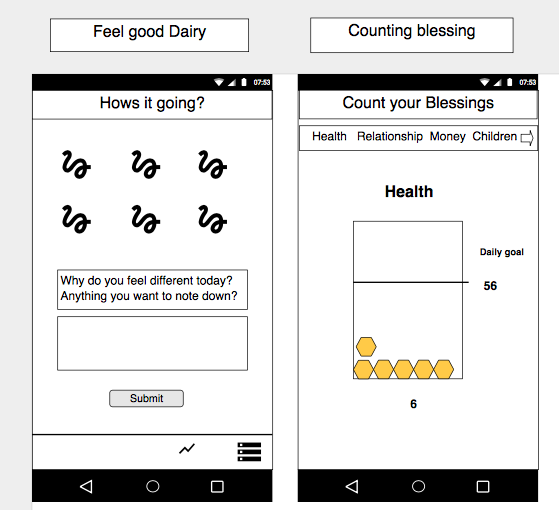 Feel good Dairy
Counting blessing
07:53
Hows it going?
Why do you feel different today?
Anything you want to note down?
Submit
07:53
Count your Blessings
Health Relationship Money Children
Health
Daily goal
56
6